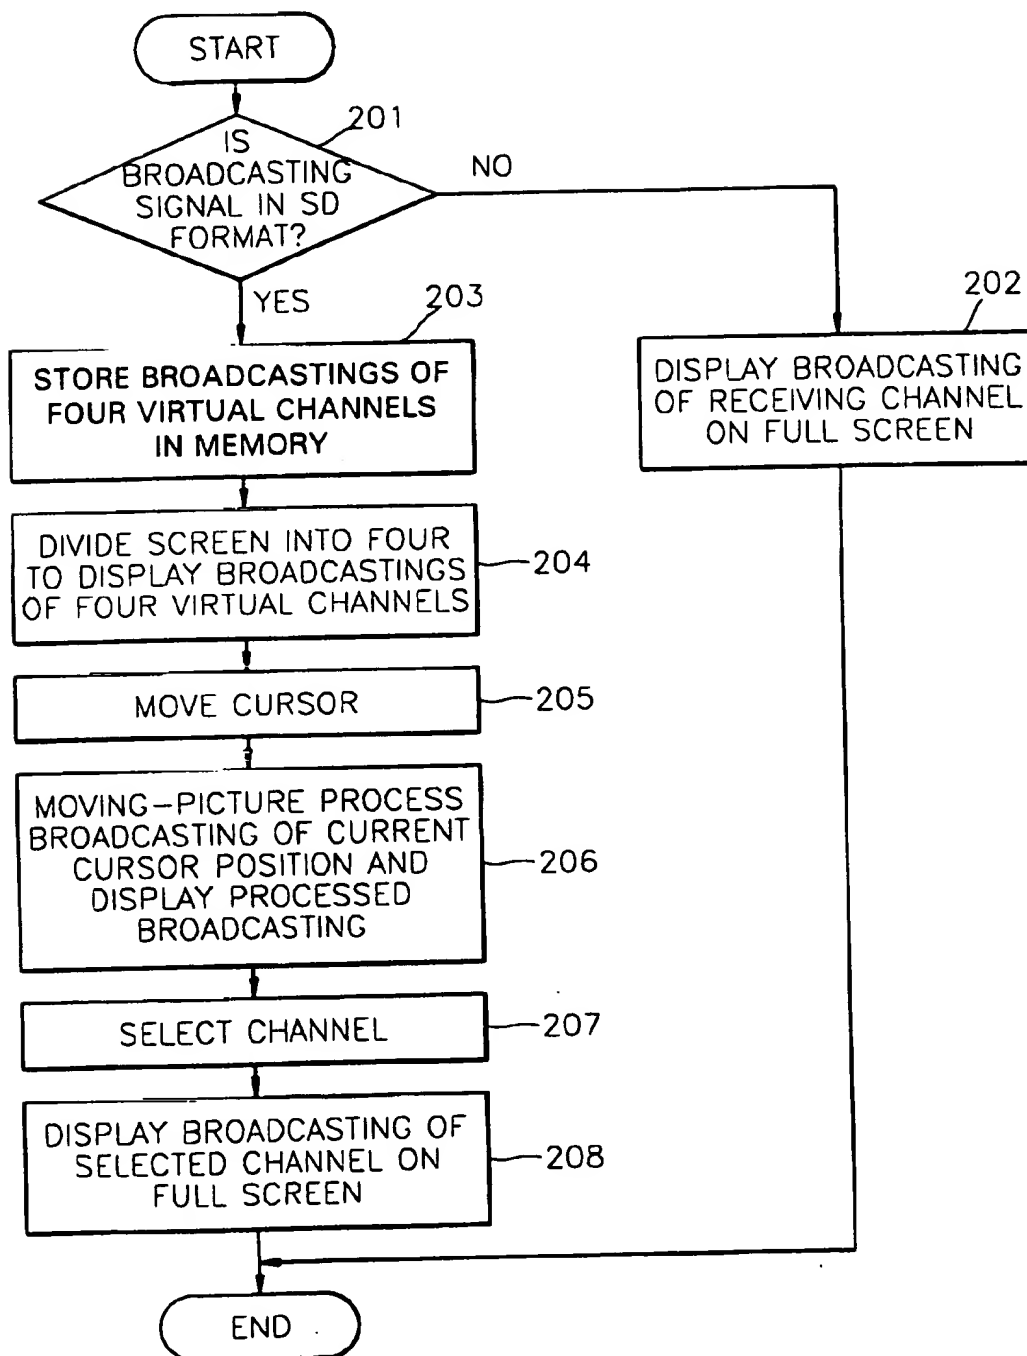 START
201
IS
BROADCASTING
SIGNAL IN SD
FORMAT?
NO
YES
203
202
STORE BROADCASTINGS OF
FOUR VIRTUAL CHANNELS
IN MEMORY
DISPLAY BROADCASTING
OF RECEIVING CHANNEL
ON FULL SCREEN
DIVIDE SCREEN INTO FOUR
TO DISPLAY BROADCASTINGS
OF FOUR VIRTUAL CHANNELS
204
MOVE CURSOR
205
MOVING-PICTURE PROCESS
BROADCASTING OF CURRENT
CURSOR POSITION AND
DISPLAY PROCESSED
BROADCASTING
206
SELECT CHANNEL
207
DISPLAY BROADCASTING OF
SELECTED CHANNEL ON
FULL SCREEN
208
END